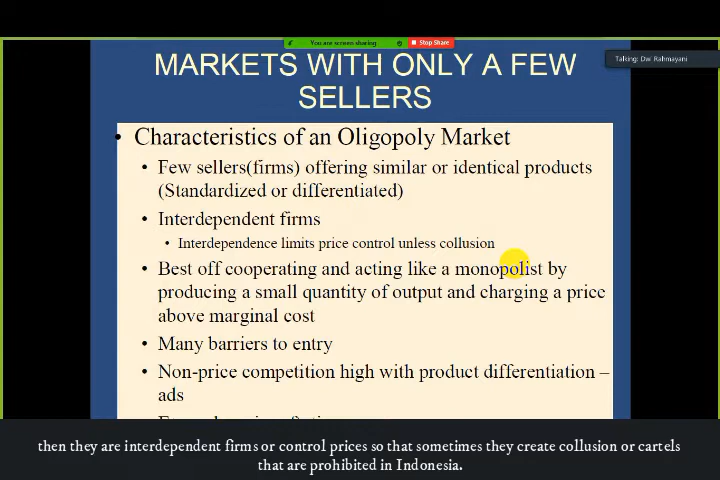 You are screen sharing
Stop Share
Talking: Dwi Rahmayani
MARKETS WITH ONLY A FEW
SELLERS
• Characteristics of an Oligopoly Market
• Few sellers(firms) offering similar or identical products
(Standardized or differentiated)
• Interdependent firms
• Interdependence limits price control unless collusion
• Best off cooperating and acting like a monopolist by
producing a small quantity of output and charging a price
above marginal cost
• Many barriers to entry
• Non-price competition high with product differentiation –
ads
then they are interdependent firms or control prices so that sometimes they create collusion or cartels
that are prohibited in Indonesia.